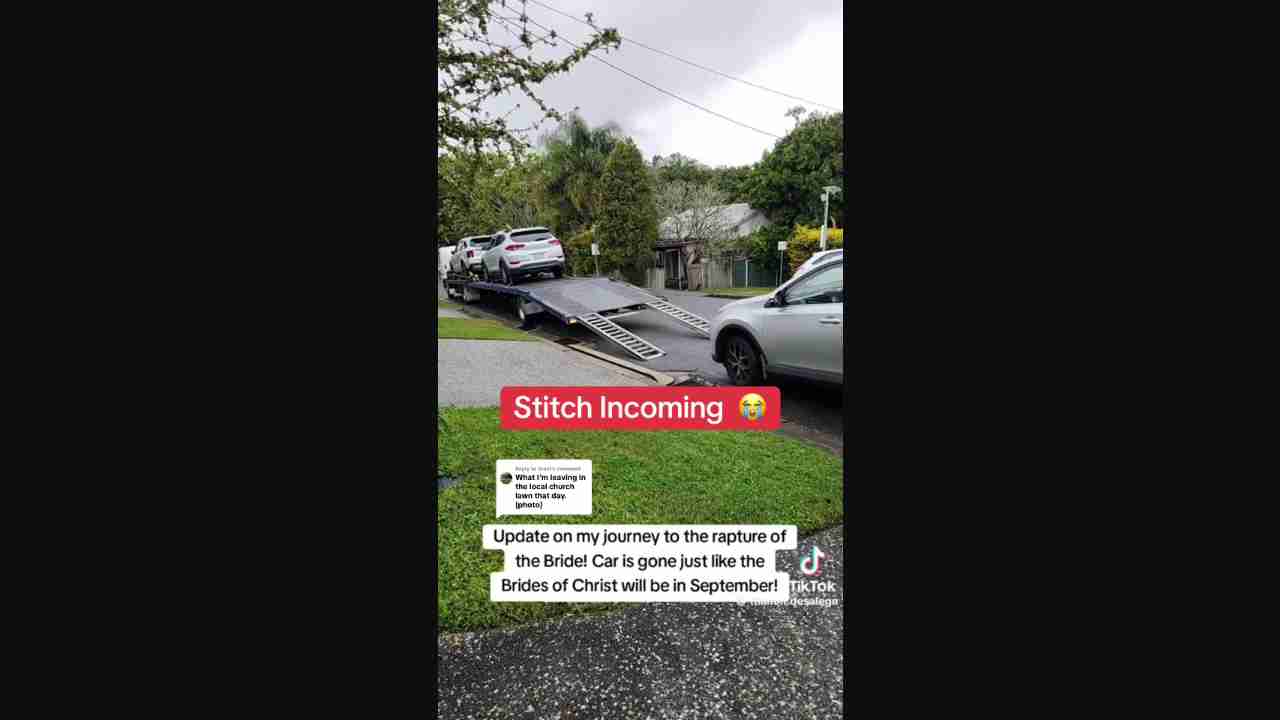 Stitch Incoming 😭
What I'm leaving in
the local church
lawn that day.
(photo)
Update on my journey to the rapture of
the Bride! Car is gone just like the
Brides of Christ will be in September!
TikTok